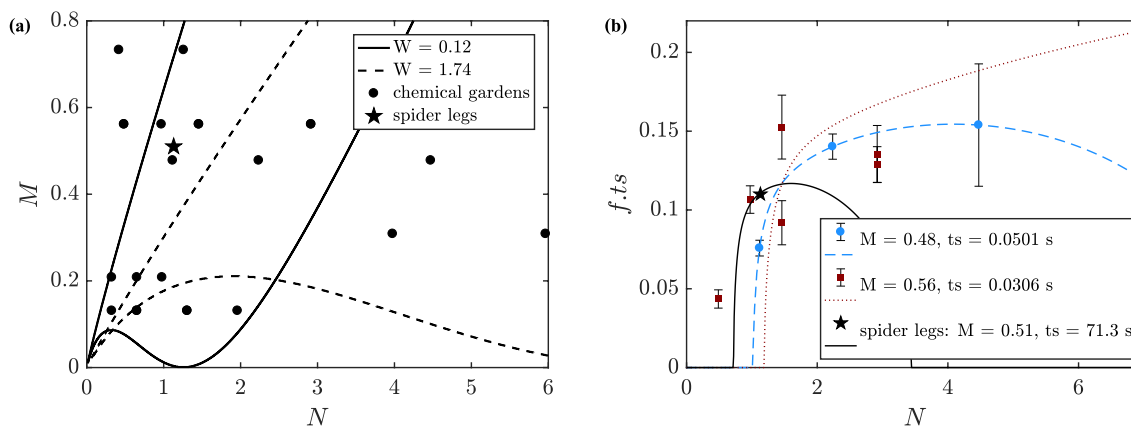 (a)
0.8
0.6
0.4
0.2
0
M
0
1
2
3
4
5
6
N
W = 0.12
W = 1.74
chemical gardens
spider legs
(b)
0.2
0.15
0.1
0.05
0
f.ts
0
2
4
6
N
M = 0.48, ts = 0.0501 s
M = 0.56, ts = 0.0306 s
spider legs: M = 0.51, ts = 71.3 s